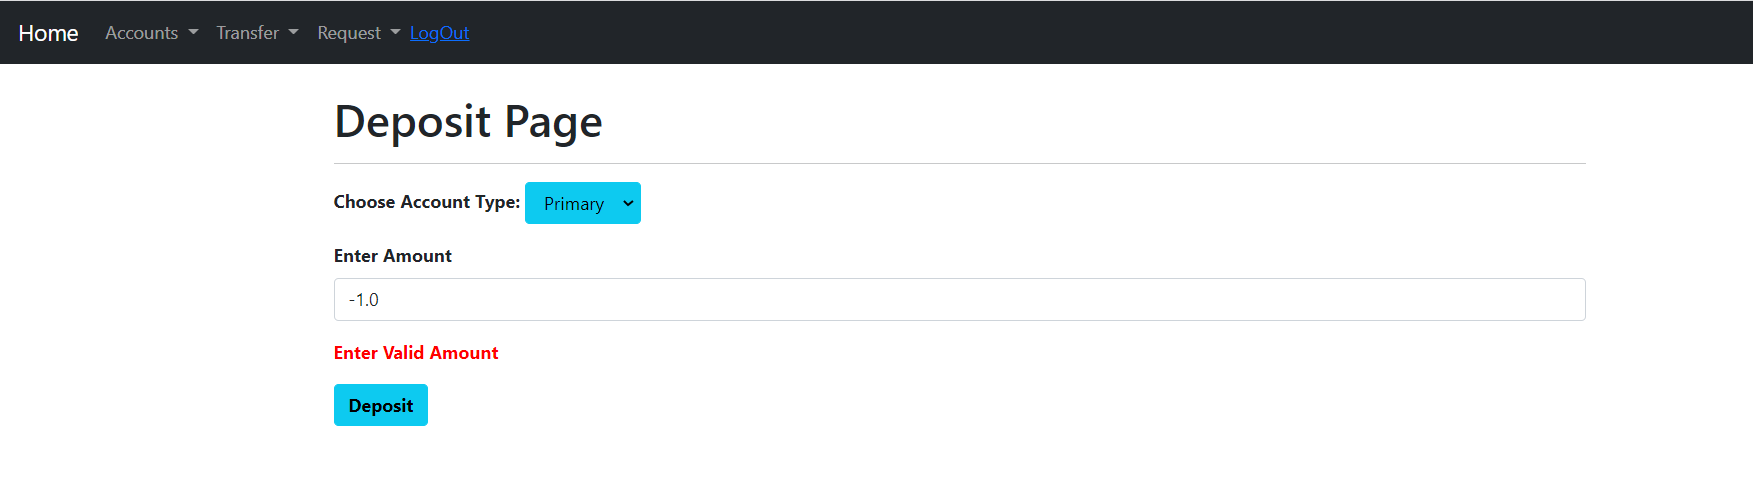 Home Accounts Transfer Request LogOut
Deposit Page
Choose Account Type: Primary
Enter Amount
-1.0
Enter Valid Amount
Deposit